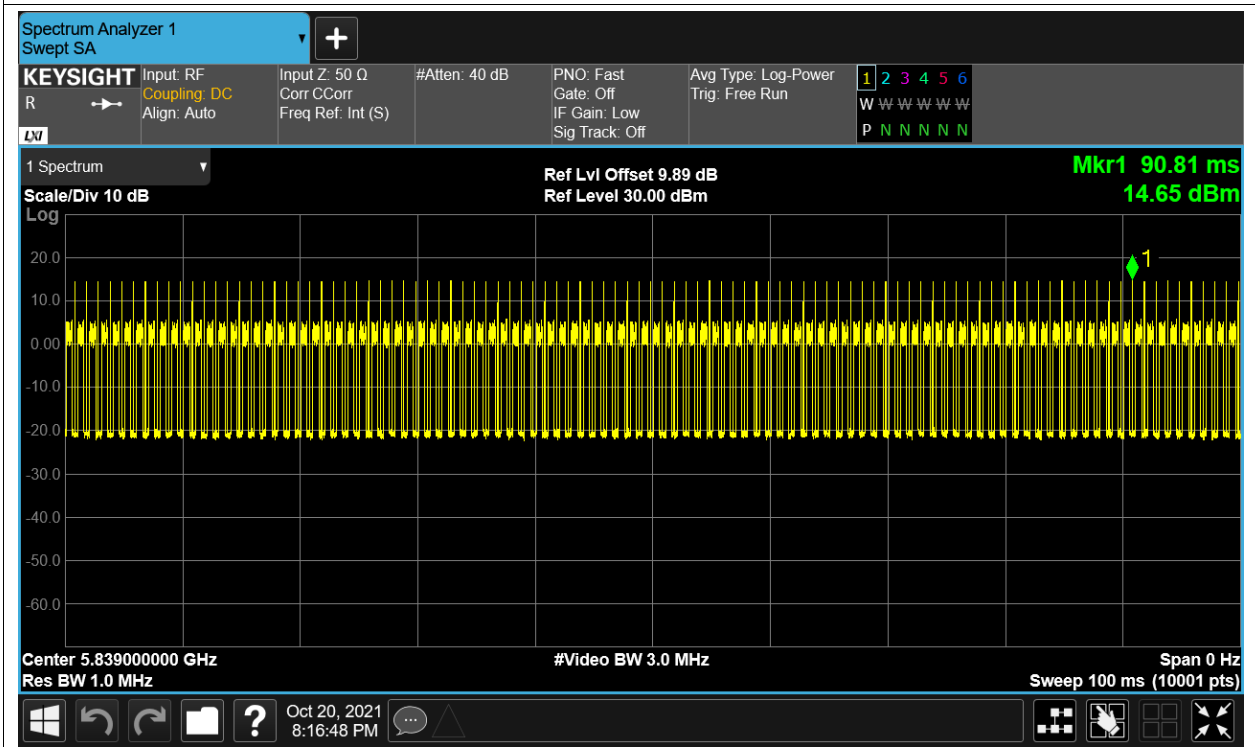 Spectrum Analyzer 1
Swept SA
KEYSIGHT
R
LXI
Input: RF
Coupling: DC
Align: Auto
Input Z: 50 Ω
Corr CCorr
Freq Ref: Int (S)
#Atten: 40 dB
PNO: Fast
Gate: Off
IF Gain: Low
Sig Track: Off
Avg Type: Log-Power
Trig: Free Run
1 2 3 4 5 6
W W W W W W
P N N N N N
1 Spectrum
Scale/Div 10 dB
Log
Ref Lvl Offset 9.89 dB
Ref Level 30.00 dBm
Mkr1 90.81 ms
14.65 dBm
1
20.0
10.0
0.00
-10.0
-20.0
-30.0
-40.0
-50.0
-60.0
Center 5.839000000 GHz
Res BW 1.0 MHz
#Video BW 3.0 MHz
Span 0 Hz
Sweep 100 ms (10001 pts)
?
Oct 20, 2021
8:16:48 PM